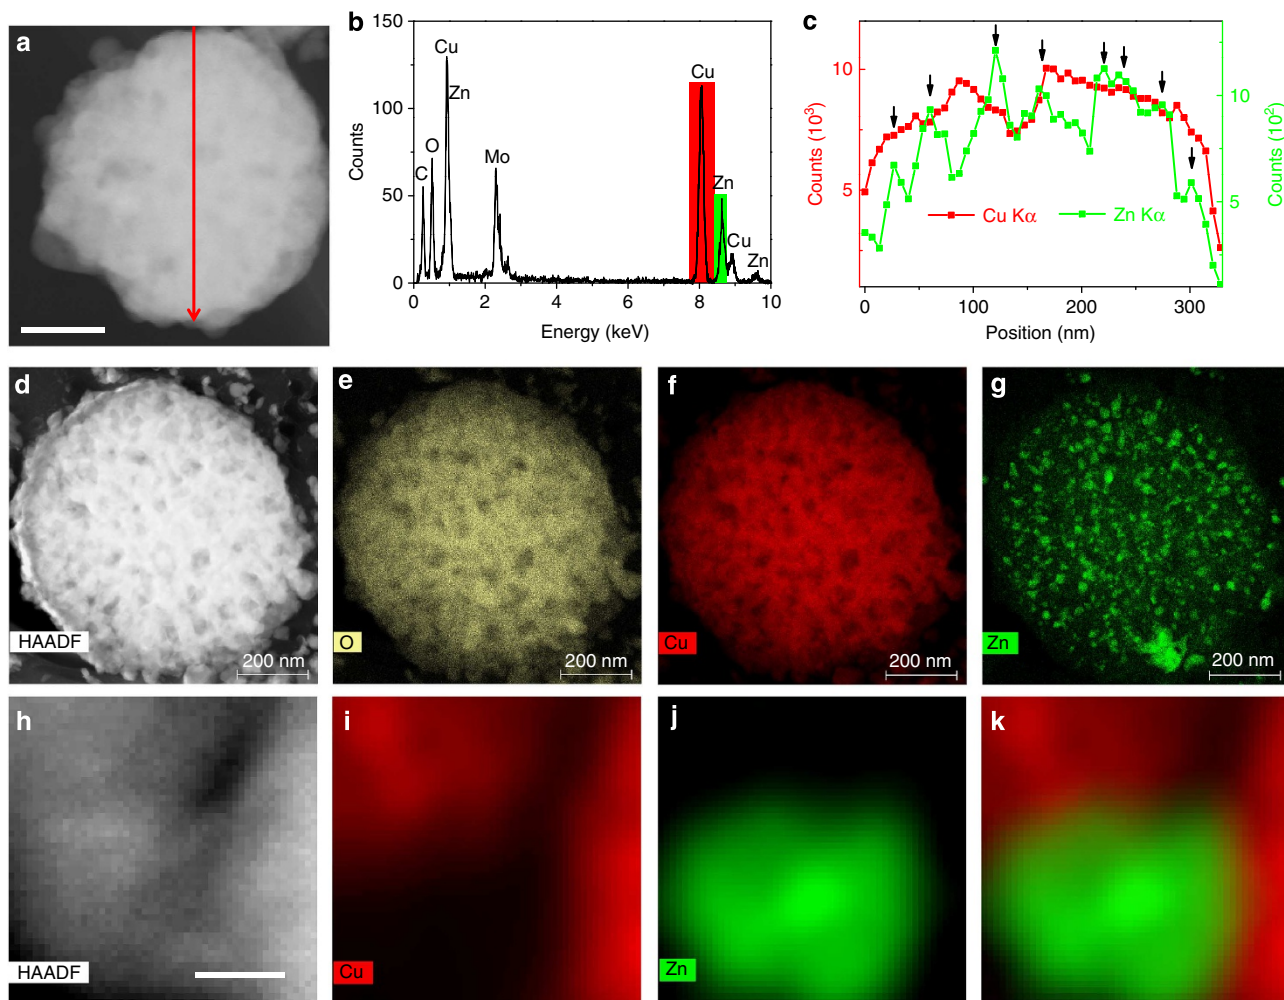 a
b
150
100
50
0
Counts
C
O
Cu
Zn
Mo
Cu
Zn
Cu
Zn
0
2
4
6
8
10
Energy (keV)
c
10
5
Counts (10³)
10
5
2
Counts (10²)
Cu Kα
Zn Kα
0
100
200
300
Position (nm)
d
HAADF
200 nm
e
O
200 nm
f
Cu
200 nm
g
Zn
200 nm
h
HAADF
i
Cu
j
Zn
k